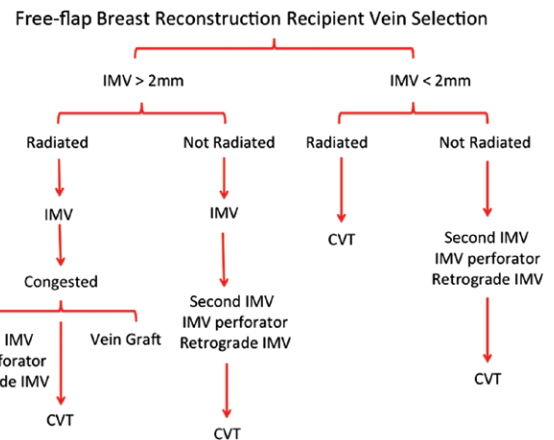 Free-flap Breast Reconstruction Recipient Vein Selection
IMV > 2mm
IMV < 2mm
Radiated
Not Radiated
Radiated
Not Radiated
IMV
IMV
CVT
Second IMV
IMV perforator
Retrograde IMV
Congested
Second IMV
IMV perforator
Retrograde IMV
IMV
Vein Graft
IMV
CVT
CVT
CVT